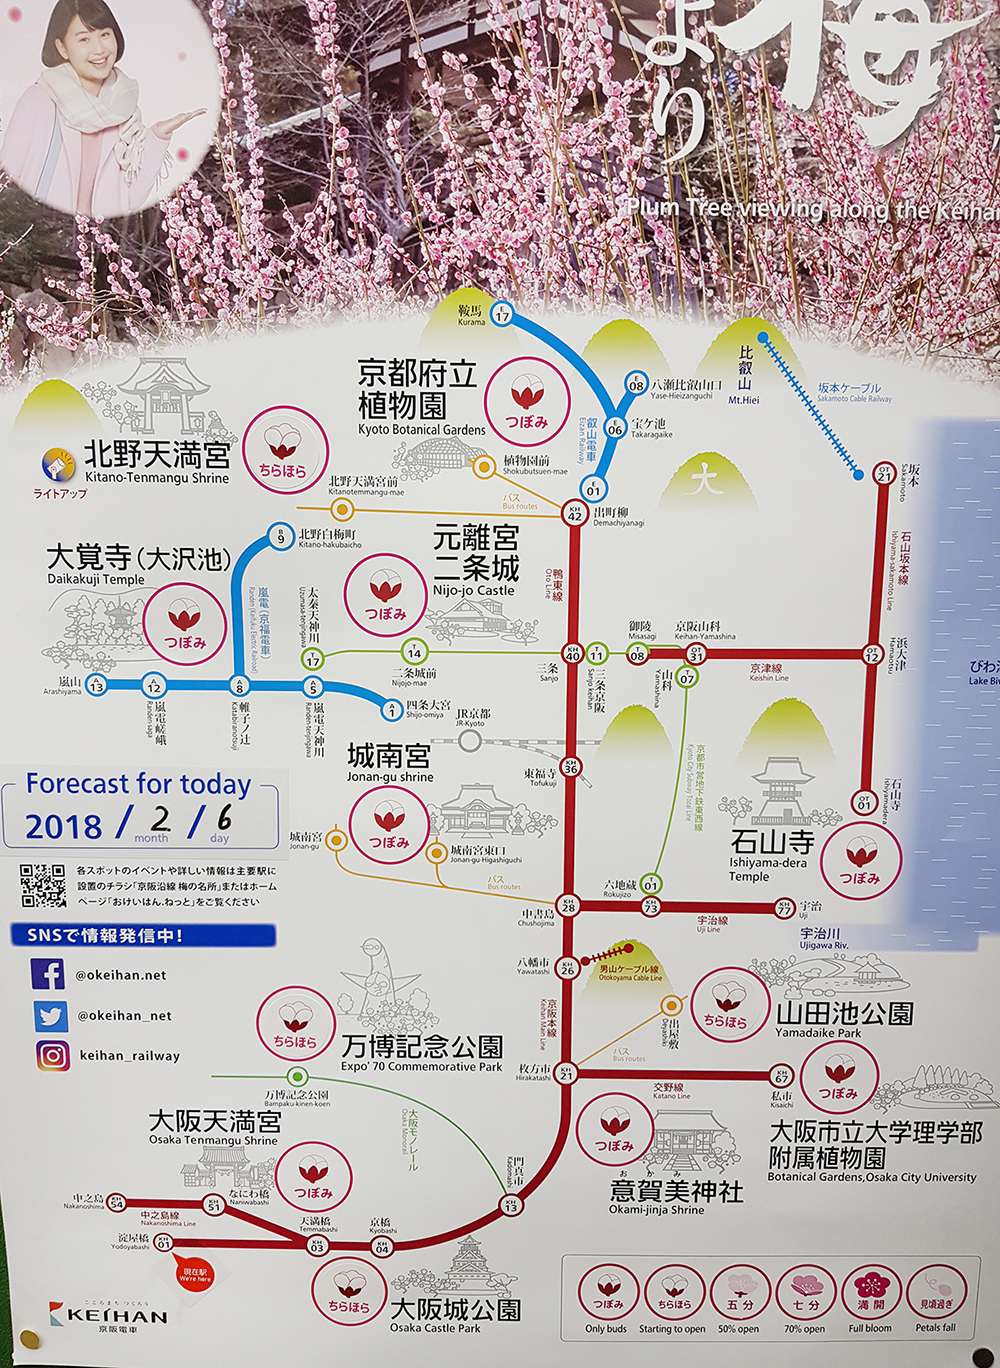 より
梅
Plum Tree viewing along the Keihan
鞍馬
Kurama
E
17
京都府立
植物園
Kyoto Botanical Gardens
つぼみ
E
08
八瀬比叡山口
Yase-Hieizanguchi
比叡山
Mt.Hiei
坂本ケーブル
Sakamoto Cable Railway
E
06
宝ケ池
Takaragaike
叡山電車
Eizan Railway
北野天満宮
Kitano-Tenmangu Shrine
ちらほら
ライトアップ
植物園前
Shokubutsuen-mae
バス
Bus routes
北野天満宮前
Kitanotemmangu-mae
E
01
出町柳
Demachiyanagi
KH
42
大
OT
21
坂本
Sakamoto
石山坂本線
Ishiyama-sakamoto Line
B
9
北野白梅町
Kitano-hakubaicho
元離宮
二条城
Nijo-jo Castle
つぼみ
鴨東線
Oto Line
大覚寺(大沢池)
Daikakuji Temple
つぼみ
嵐電(京福電車)
Randen (Keifuku Electric Railroad)
太秦天神川
Uzumasa-tenjingawa
T
17
T
14
二条城前
Nijojo-mae
三条
Sanjo
KH
40
T
11
三条京阪
Sanjo keihan
御陵
Misasagi
T
08
京阪山科
Keihan-Yamashina
OT
31
山科
Yamashina
T
07
京津線
Keishin Line
OT
12
浜大津
Hamaotsu
びわ
Lake Biw
嵐山
Arashiyama
A
13
A
12
嵐電嵯峨
Randen-saga
A
8
帷子ノ辻
Katabiranotsuji
A
5
嵐電天神川
Randen-tenjingawa
A
1
四条大宮
Shijo-omiya
JR京都
JR-Kyoto
城南宮
Jonan-gu shrine
つぼみ
東福寺
Tofukuji
KH
36
京都市営地下鉄東西線
Kyoto City Subway Tozai Line
石山寺
Ishiyama-dera
Temple
つぼみ
OT
01
石山寺
Ishiyamadera
Forecast for today
2018 / 2 / 6
month
day
城南宮
Jonan-gu
城南宮東口
Jonan-gu-Higashiguchi
バス
Bus routes
各スポットのイベントや詳しい情報は主要駅に
設置のチラシ「京阪沿線 梅の名所」またはホーム
ページ「おけいはん.ねっと」をご覧ください
中書島
Chushojima
KH
28
六地蔵
Rokujizo
T
01
KH
73
宇治線
Uji Line
KH
77
宇治
Uji
宇治川
Ujigawa Riv.
SNSで情報発信中!
@okeihan.net
@okeihan_net
keihan_railway
八幡市
Yawatashi
KH
26
男山ケーブル線
Otokoyama Cable Line
京阪本線
Keihan Main Line
出屋敷
Deyashiki
バス
Bus routes
ちらほら
山田池公園
Yamadaike Park
ちらほら
万博記念公園
Expo' 70 Commemorative Park
万博記念公園
Bampaku-kinen-koen
大阪モノレール
Osaka Monorail
枚方市
Hirakatashi
KH
21
交野線
Katano Line
KH
67
私市
Kisaichi
つぼみ
大阪市立大学理学部
附属植物園
Botanical Gardens,Osaka City University
つぼみ
おかみ
意賀美神社
Okami-jinja Shrine
大阪天満宮
Osaka Tenmangu Shrine
つぼみ
門真市
Kadomashi
KH
13
中之島
Nakanoshima
KH
54
中之島線
Nakanoshima Line
KH
51
なにわ橋
Naniwabashi
天満橋
Temmabashi
KH
03
京橋
Kyobashi
KH
04
淀屋橋
Yodoyabashi
KH
01
現在駅
We're here
ちらほら
大阪城公園
Osaka Castle Park
こころまち つくろう
KEIHAN
京阪電車
つぼみ
Only buds
ちらほら
Starting to open
五分
50% open
七分
70% open
満開
Full bloom
見頃過ぎ
Petals fall